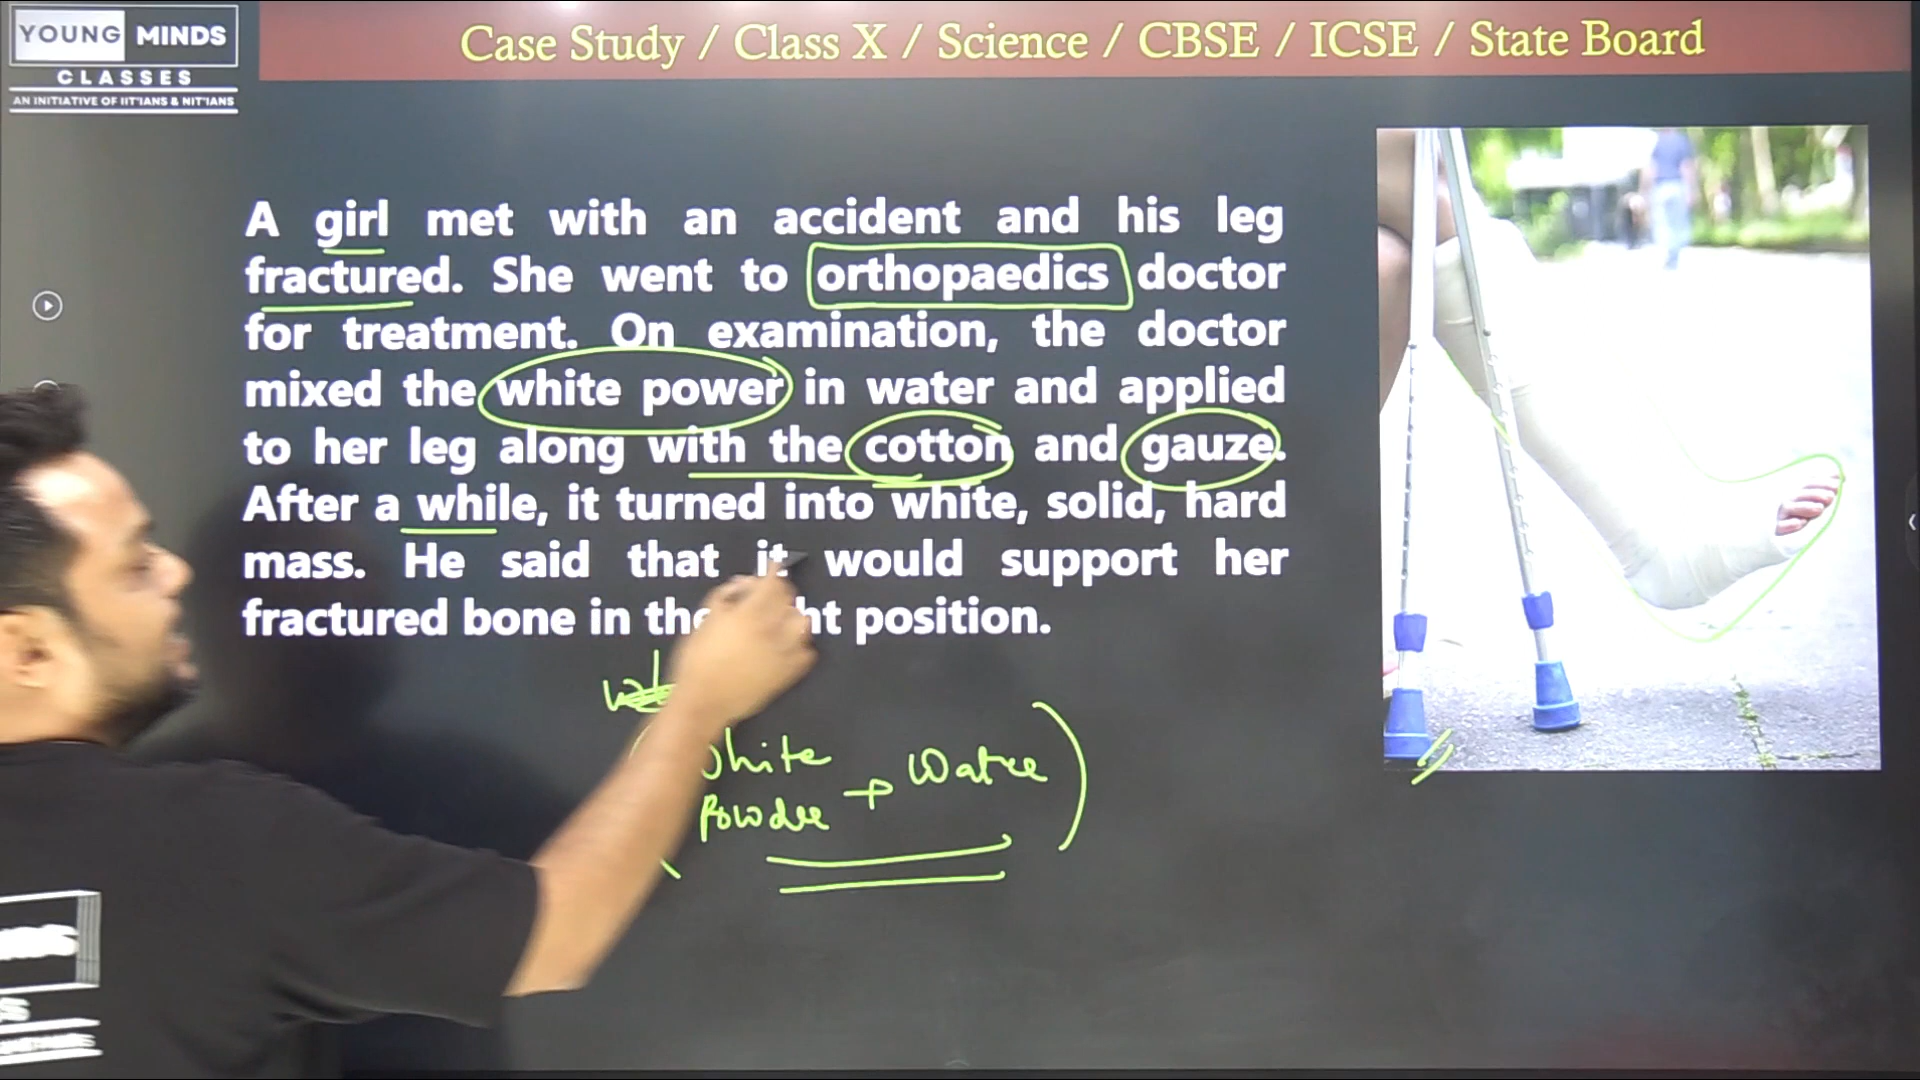 YOUNG MINDS
CLASSES
AN INITIATIVE OF IIT'IANS & NIT'IANS
Case Study / Class X / Science / CBSE / ICSE / State Board
A girl met with an accident and his leg
fractured. She went to orthopaedics doctor
for treatment. On examination, the doctor
mixed the white power in water and applied
to her leg along with the cotton and gauze.
After a while, it turned into white, solid, hard
mass. He said that it would support her
fractured bone in the position.
White
Powder + Water